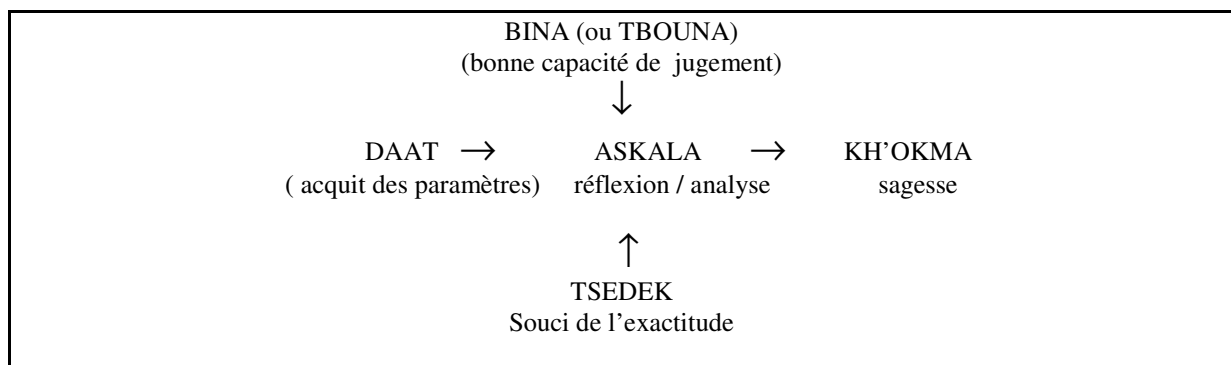 BINA (ou TBOUNA)
(bonne capacité de jugement)
↓
DAAT → ASKALA → KH'OKMA
( acquit des paramètres) réflexion / analyse sagesse
↑
TSEDEK
Souci de l'exactitude